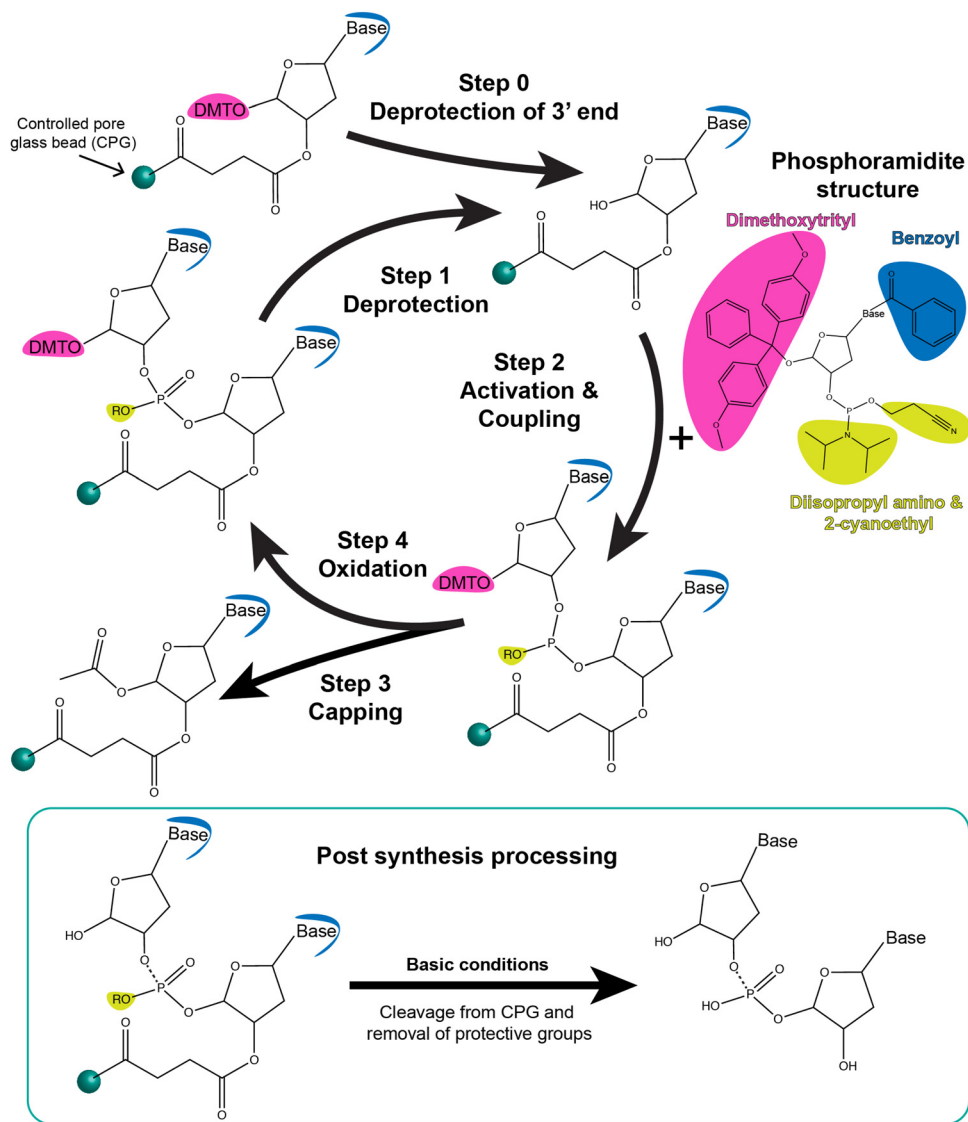 Base
O
DMTO
O
O
O
Controlled pore
glass bead (CPG)
Step 0
Deprotection of 3' end
Base
O
HO
O
O
O
Phosphoramidite
structure
Dimethoxytrityl
Benzoyl
O
O
Base
O
O
O
O
P
N
N
O
Diisopropyl amino &
2-cyanoethyl
Base
O
DMTO
O
O
P
RO
O
Base
O
O
O
O
Step 1
Deprotection
Step 2
Activation &
Coupling
+
Base
O
DMTO
O
P
RO
O
Base
O
O
O
O
Step 4
Oxidation
Step 3
Capping
Base
O
O
O
O
O
O
Post synthesis processing
Base
O
HO
O
O
P
RO
O
Base
O
O
O
O
Basic conditions
Cleavage from CPG and
removal of protective groups
Base
O
HO
O
O
P
HO
O
Base
O
OH